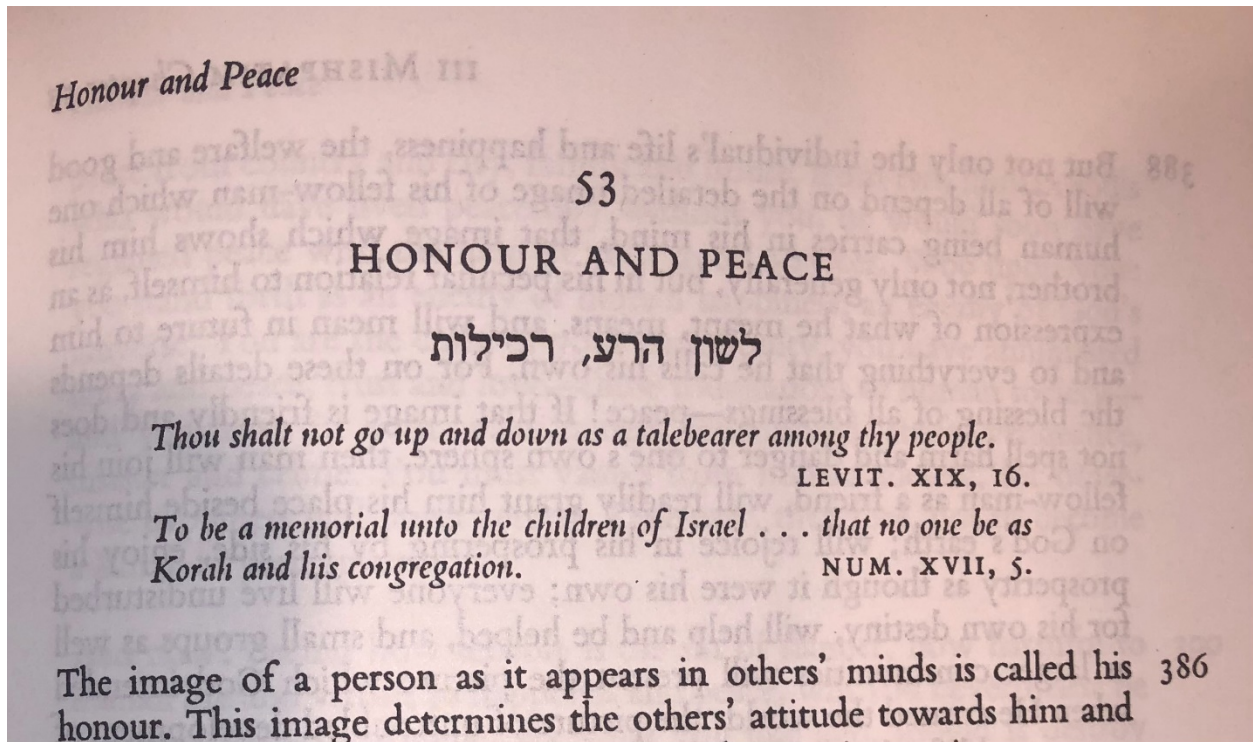 Honour and Peace
53
HONOUR AND PEACE
לשון הרע, רכילות
Thou shalt not go up and down as a talebearer among thy people.
LEVIT. XIX, 16.
To be a memorial unto the children of Israel . . . that no one be as
Korah and his congregation. NUM. XVII, 5.
The image of a person as it appears in others’ minds is called his 386
honour. This image determines the others’ attitude towards him and